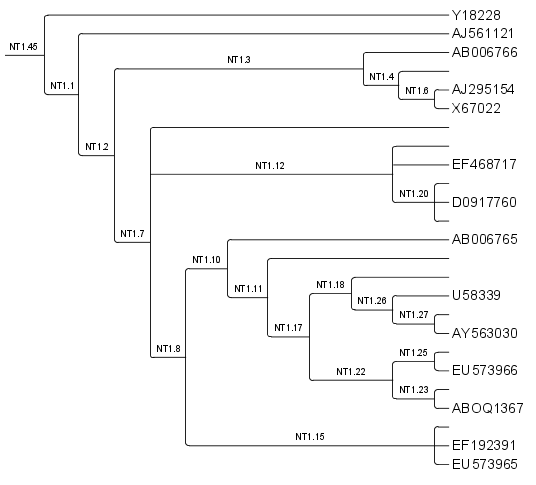 Y18228
AJ561121
NT1.45
AB006766
NT1.3
NT1.4
NT1.1
AJ295154
NT1.6
X67022
NT1.2
EF468717
NT1.12
NT1.20
D0917760
NT1.7
AB006765
NT1.10
NT1.11
NT1.18
U58339
NT1.26
NT1.27
NT1.17
AY563030
NT1.8
NT1.25
NT1.22
EU573966
NT1.23
ABOQ1367
NT1.15
EF192391
EU573965